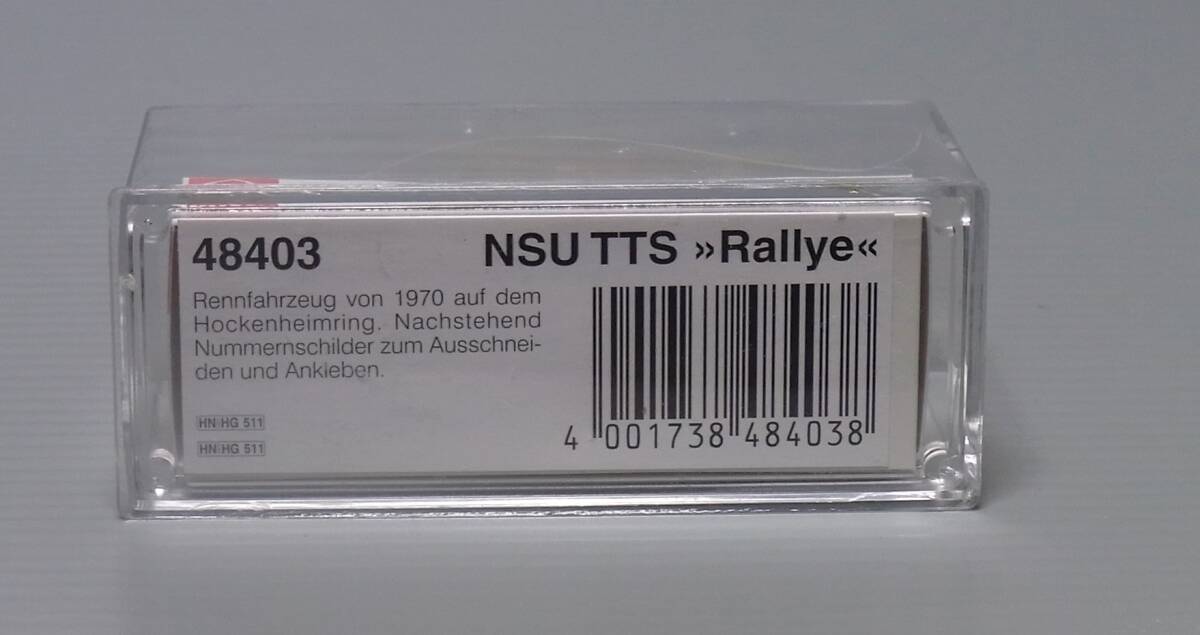 48403
NSU TTS »Rallye«
Rennfahrzeug von 1970 auf dem
Hockenheimring. Nachstehend
Nummernschilder zum Ausschnei-
den und Ankleben.
HN HG 511
HN HG 511
4 001738 484038